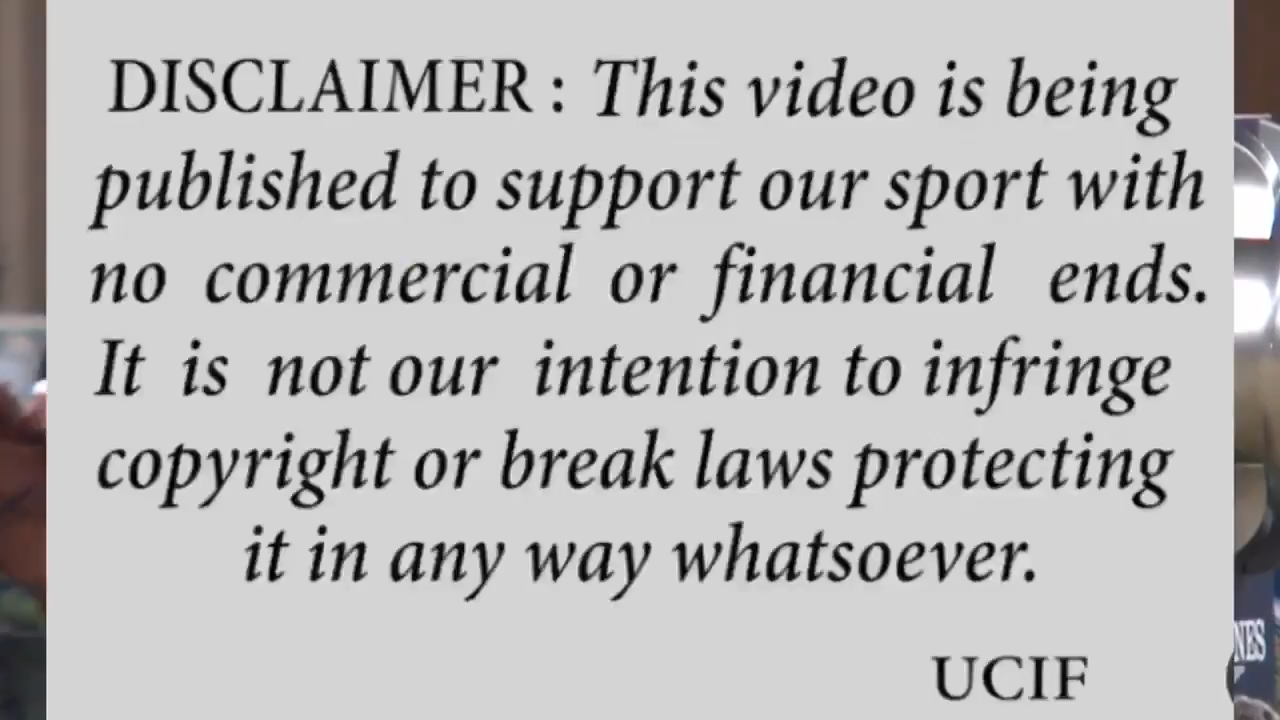 DISCLAIMER : This video is being
published to support our sport with
no commercial or financial ends.
It is not our intention to infringe
copyright or break laws protecting
it in any way whatsoever.
UCIF
NES